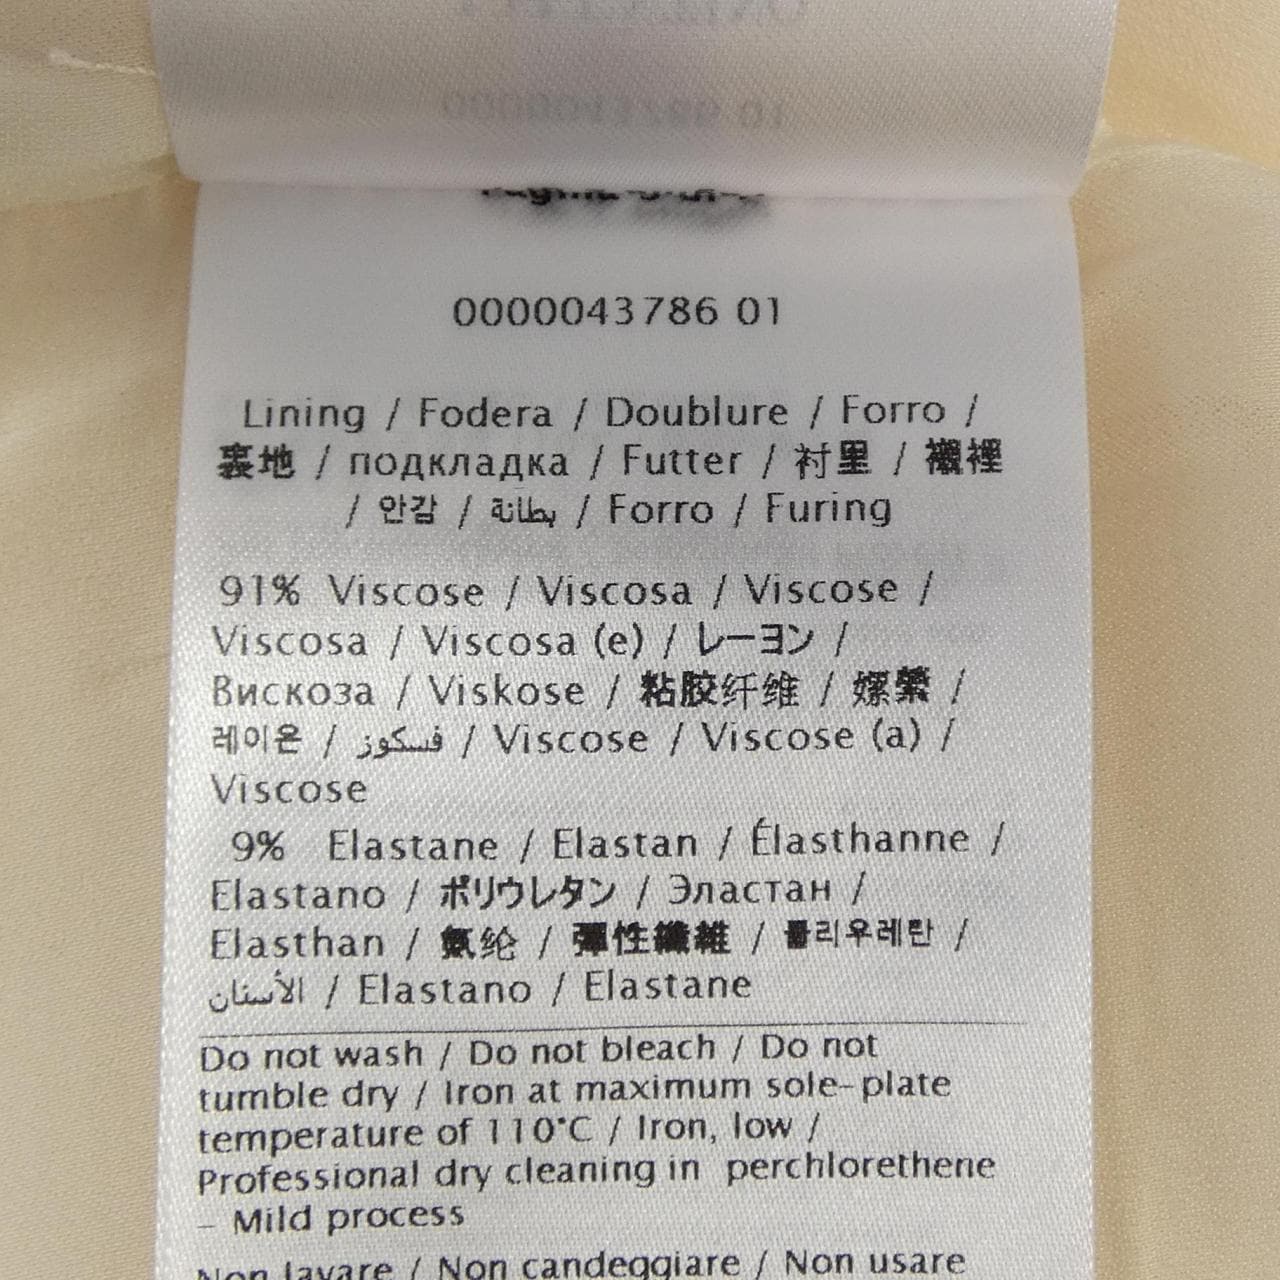 0000043786 01
Lining / Fodera / Doublure / Forro /
裏地 / подкладка / Futter / 衬里 / 襯裡
/ 안감 / بطانة / Forro / Furing
91% Viscose / Viscosa / Viscose /
Viscosa / Viscosa (e) / レーヨン /
Вискоза / Viskose / 粘胶纤维 / 嫘縈 /
레이온 / فسكوز / Viscose / Viscose (a) /
Viscose
9% Elastane / Elastan / Élasthanne /
Elastano / ポリウレタン / Эластан /
Elasthan / 氨纶 / 彈性纖維 / 폴리우레탄 /
الأستان / Elastano / Elastane
Do not wash / Do not bleach / Do not
tumble dry / Iron at maximum sole-plate
temperature of 110°C / Iron, low /
Professional dry cleaning in perchlorethene
- Mild process
Non lavare / Non candeggiare / Non usare